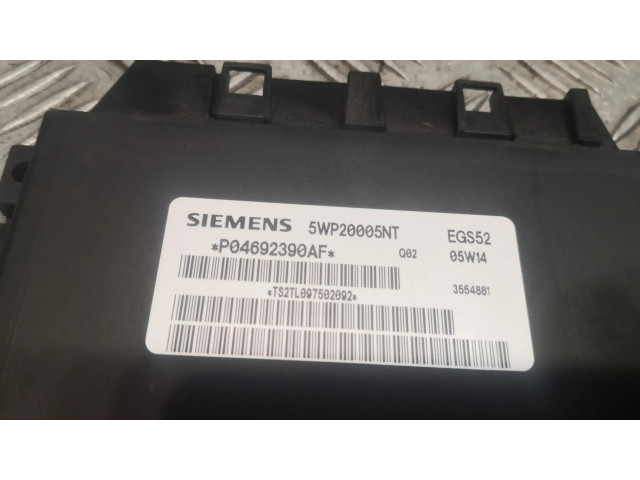 SIEMENS 5WP20005NT EGS52
*P04692390AF* Q02 05W14
3554881
*TS2TL097502092*